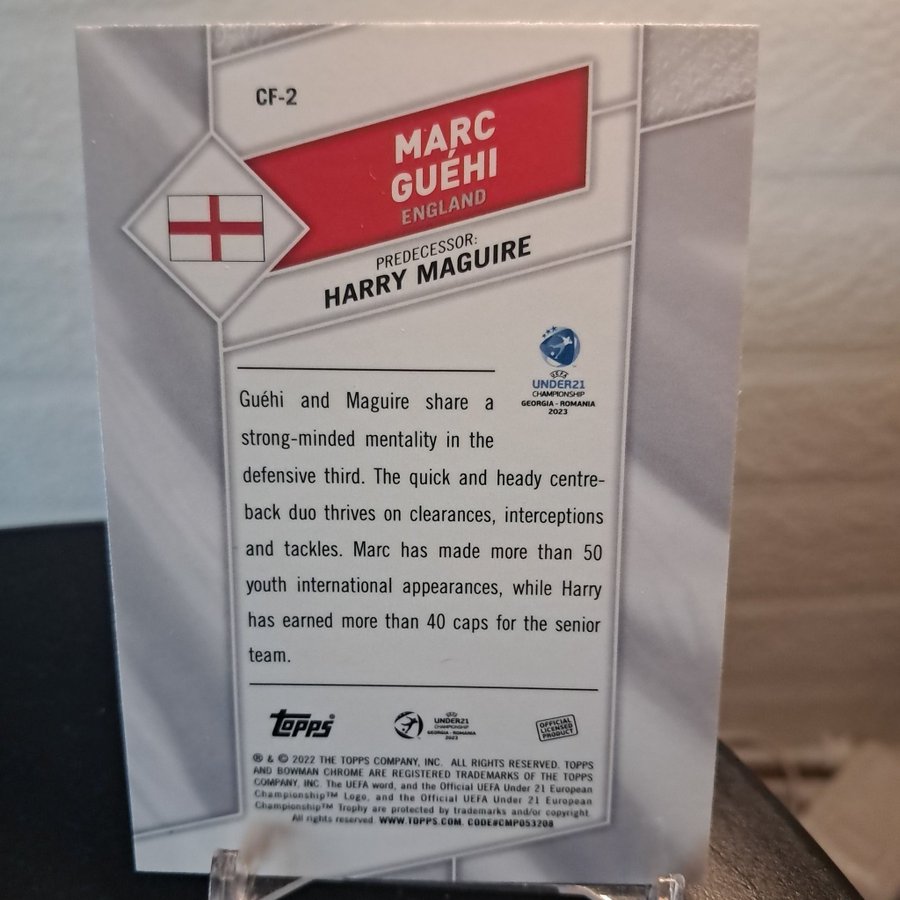 CF-2
MARC
GUÉHI
ENGLAND
PREDECESSOR:
HARRY MAGUIRE
UEFA
UNDER21
CHAMPIONSHIP
GEORGIA - ROMANIA
2023
Guéhi and Maguire share a
strong-minded mentality in the
defensive third. The quick and heady centre-
back duo thrives on clearances, interceptions
and tackles. Marc has made more than 50
youth international appearances, while Harry
has earned more than 40 caps for the senior
team.
topps
UEFA
UNDER21
CHAMPIONSHIP
GEORGIA - ROMANIA
2023
OFFICIAL
LICENSED
PRODUCT
® & © 2022 THE TOPPS COMPANY, INC. ALL RIGHTS RESERVED. TOPPS
AND BOWMAN CHROME ARE REGISTERED TRADEMARKS OF THE TOPPS
COMPANY, INC. The UEFA word, and the Official UEFA Under 21 European
Championship™ Logo, and the Official UEFA Under 21 European
Championship™ Trophy are protected by trademarks and/or copyright.
All rights reserved. WWW.TOPPS.COM. CODE#CMP053208